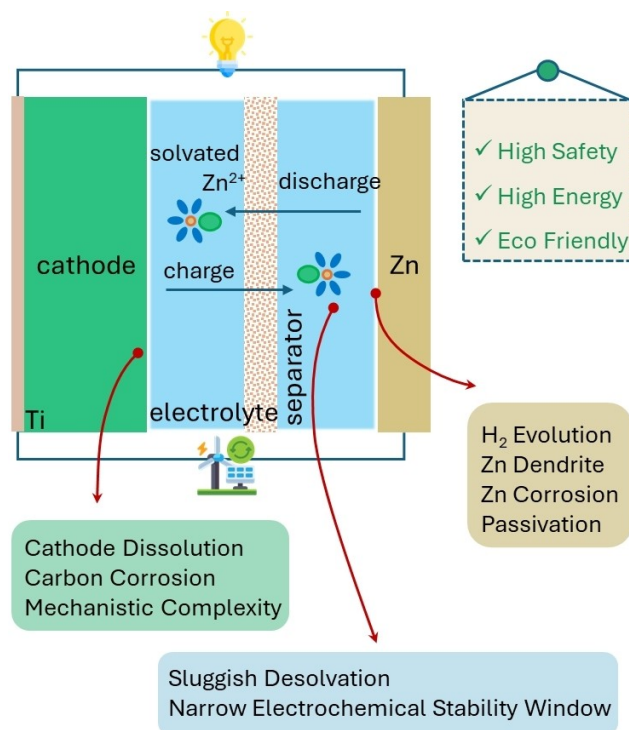 solvated
Zn²⁺
discharge
cathode
charge
Zn
separator
Ti
electrolyte
✓ High Safety
✓ High Energy
✓ Eco Friendly
H₂ Evolution
Zn Dendrite
Zn Corrosion
Passivation
Cathode Dissolution
Carbon Corrosion
Mechanistic Complexity
Sluggish Desolvation
Narrow Electrochemical Stability Window